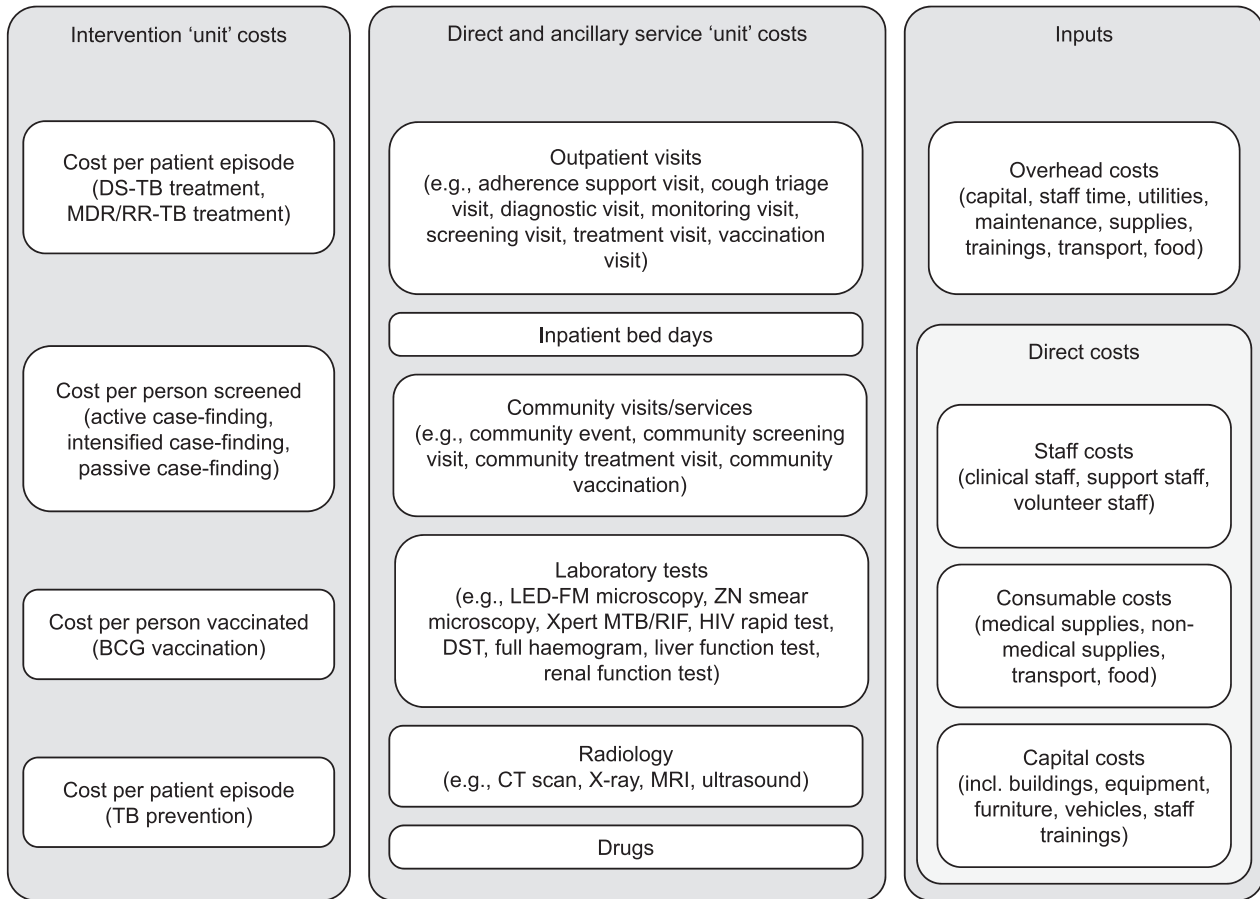 Intervention ‘unit’ costs
Cost per patient episode
(DS-TB treatment,
MDR/RR-TB treatment)
Cost per person screened
(active case-finding,
intensified case-finding,
passive case-finding)
Cost per person vaccinated
(BCG vaccination)
Cost per patient episode
(TB prevention)
Direct and ancillary service ‘unit’ costs
Outpatient visits
(e.g., adherence support visit, cough triage
visit, diagnostic visit, monitoring visit,
screening visit, treatment visit, vaccination
visit)
Inpatient bed days
Community visits/services
(e.g., community event, community screening
visit, community treatment visit, community
vaccination)
Laboratory tests
(e.g., LED-FM microscopy, ZN smear
microscopy, Xpert MTB/RIF, HIV rapid test,
DST, full haemogram, liver function test,
renal function test)
Radiology
(e.g., CT scan, X-ray, MRI, ultrasound)
Drugs
Inputs
Overhead costs
(capital, staff time, utilities,
maintenance, supplies,
trainings, transport, food)
Direct costs
Staff costs
(clinical staff, support staff,
volunteer staff)
Consumable costs
(medical supplies, non-
medical supplies,
transport, food)
Capital costs
(incl. buildings, equipment,
furniture, vehicles, staff
trainings)